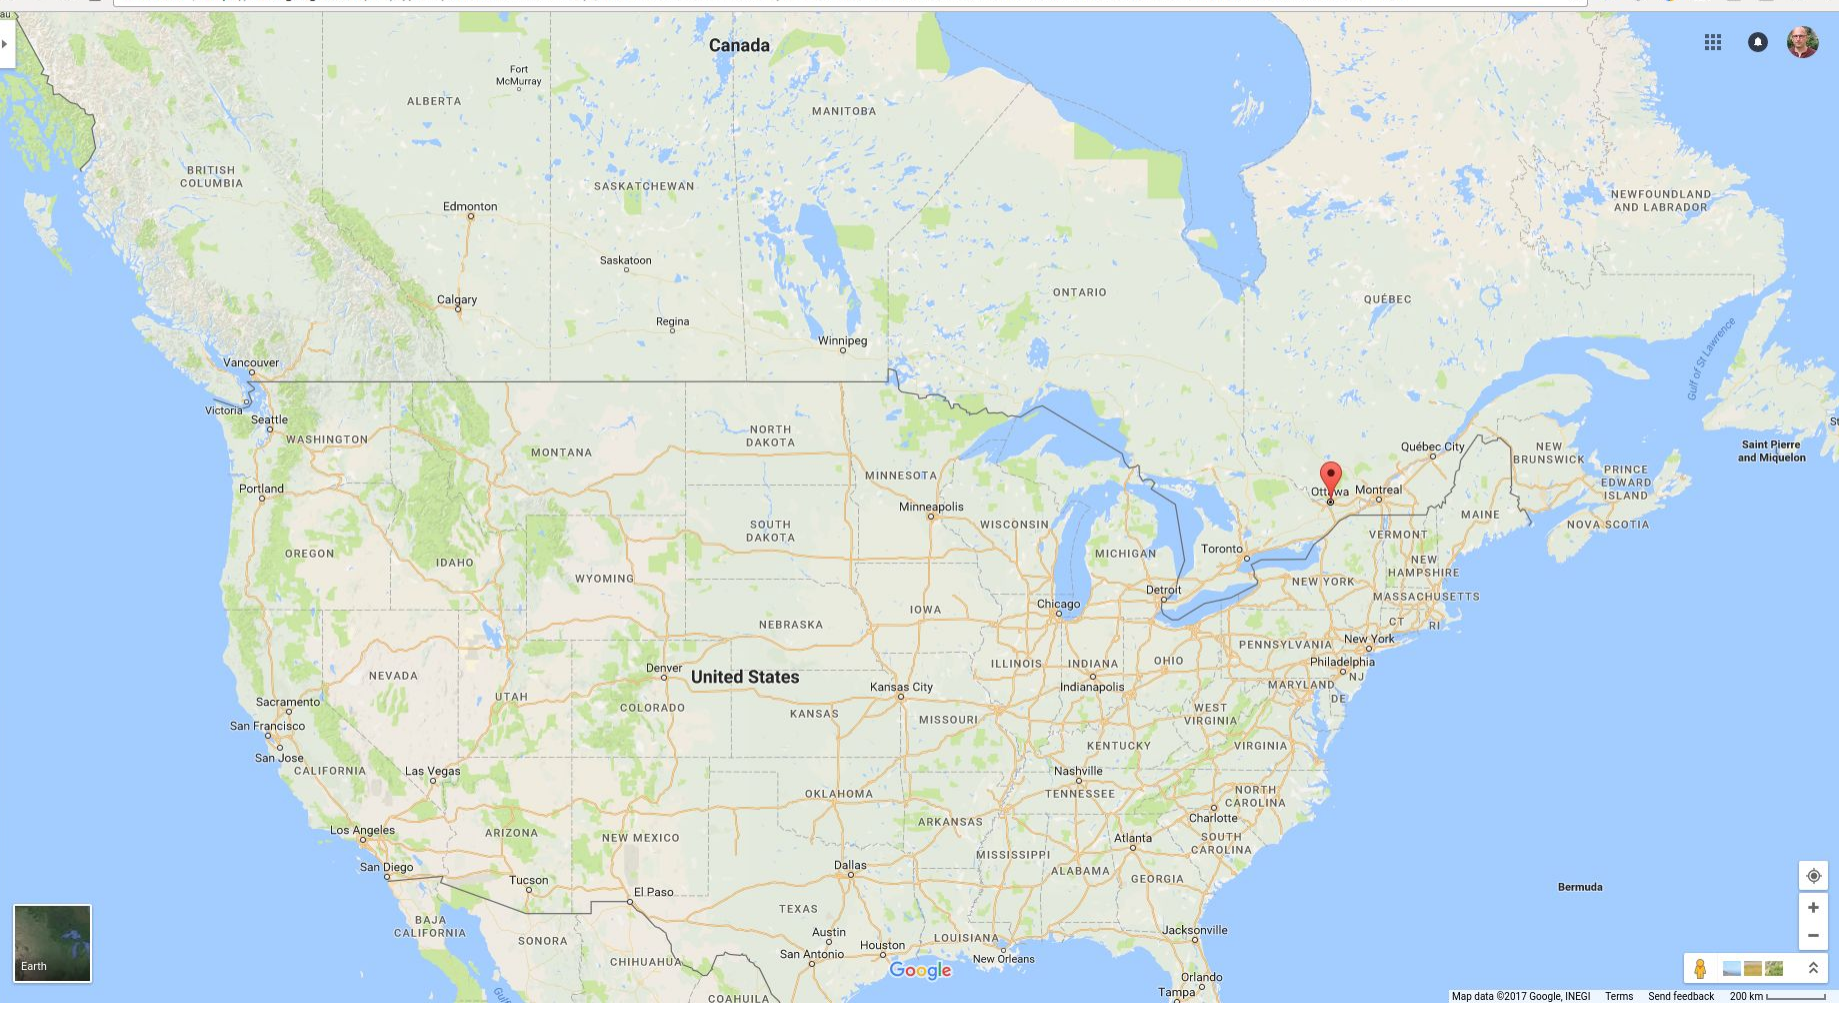 Canada
Fort
McMurray
ALBERTA
MANITOBA
BRITISH
COLUMBIA
SASKATCHEWAN
NEWFOUNDLAND
AND LABRADOR
Edmonton
Saskatoon
ONTARIO
QUÉBEC
Calgary
Regina
Winnipeg
Gulf of St Lawrence
Vancouver
Victoria
Seattle
WASHINGTON
NORTH
DAKOTA
MONTANA
MINNESOTA
Québec City
NEW
BRUNSWICK
Saint Pierre
and Miquelon
PRINCE
EDWARD
ISLAND
Portland
Ottawa
Montreal
Minneapolis
WISCONSIN
SOUTH
DAKOTA
MAINE
NOVA SCOTIA
VERMONT
OREGON
IDAHO
MICHIGAN
Toronto
NEW
HAMPSHIRE
WYOMING
Detroit
NEW YORK
MASSACHUSETTS
Chicago
IOWA
NEBRASKA
CT
RI
New York
PENNSYLVANIA
NEVADA
Denver
United States
ILLINOIS
INDIANA
OHIO
Philadelphia
NJ
Kansas City
Indianapolis
MARYLAND
DE
UTAH
Sacramento
COLORADO
KANSAS
MISSOURI
WEST
VIRGINIA
San Francisco
San Jose
KENTUCKY
VIRGINIA
CALIFORNIA
Las Vegas
Nashville
TENNESSEE
OKLAHOMA
NORTH
CAROLINA
Charlotte
Los Angeles
ARIZONA
NEW MEXICO
ARKANSAS
Atlanta
SOUTH
CAROLINA
San Diego
Dallas
MISSISSIPPI
ALABAMA
GEORGIA
Tucson
El Paso
Bermuda
TEXAS
BAJA
CALIFORNIA
SONORA
Austin
Houston
LOUISIANA
Jacksonville
San Antonio
New Orleans
CHIHUAHUA
Google
Earth
Orlando
Tampa
COAHUILA
Map data ©2017 Google, INEGI Terms Send feedback 200 km